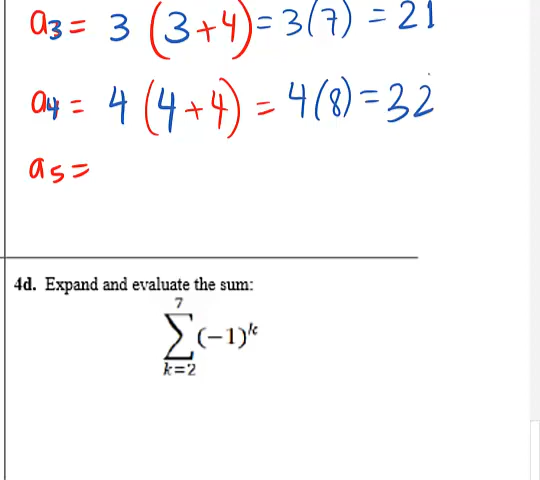 a₃ = 3 (3+4) = 3(7) = 21
a₄ = 4 (4+4) = 4(8) = 32
a₅ =
4d. Expand and evaluate the sum:
7
∑(−1)ᵏ
k=2